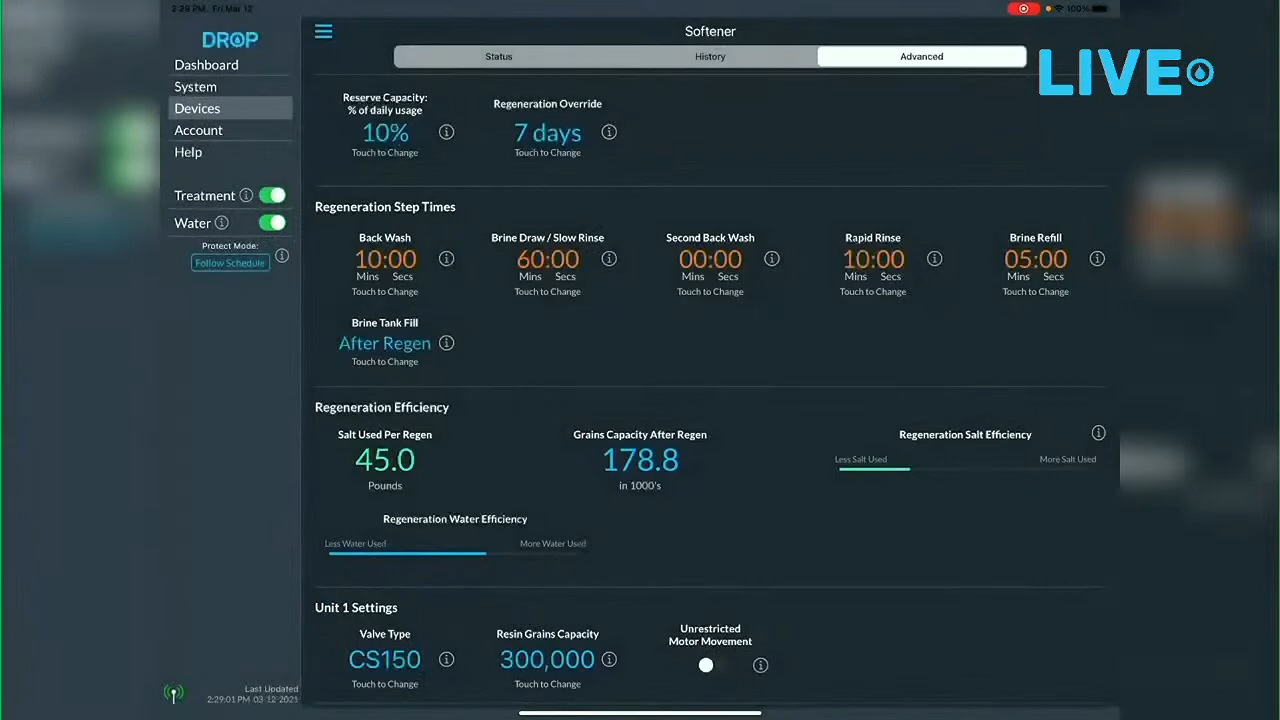 2:29 PM Fri Mar 12
100%
DROP
Dashboard
System
Devices
Account
Help
Treatment
Water
Protect Mode:
Follow Schedule
Last Updated
2:29:01 PM 03-12-2021
Softener
Status
History
Advanced
LIVE
Reserve Capacity:
% of daily usage
10%
Touch to Change
Regeneration Override
7 days
Touch to Change
Regeneration Step Times
Back Wash
10:00
Mins Secs
Touch to Change
Brine Draw / Slow Rinse
60:00
Mins Secs
Touch to Change
Second Back Wash
00:00
Mins Secs
Touch to Change
Rapid Rinse
10:00
Mins Secs
Touch to Change
Brine Refill
05:00
Mins Secs
Touch to Change
Brine Tank Fill
After Regen
Touch to Change
Regeneration Efficiency
Salt Used Per Regen
45.0
Pounds
Grains Capacity After Regen
178.8
in 1000's
Regeneration Salt Efficiency
Less Salt Used
More Salt Used
Regeneration Water Efficiency
Less Water Used
More Water Used
Unit 1 Settings
Valve Type
CS150
Touch to Change
Resin Grains Capacity
300,000
Touch to Change
Unrestricted
Motor Movement